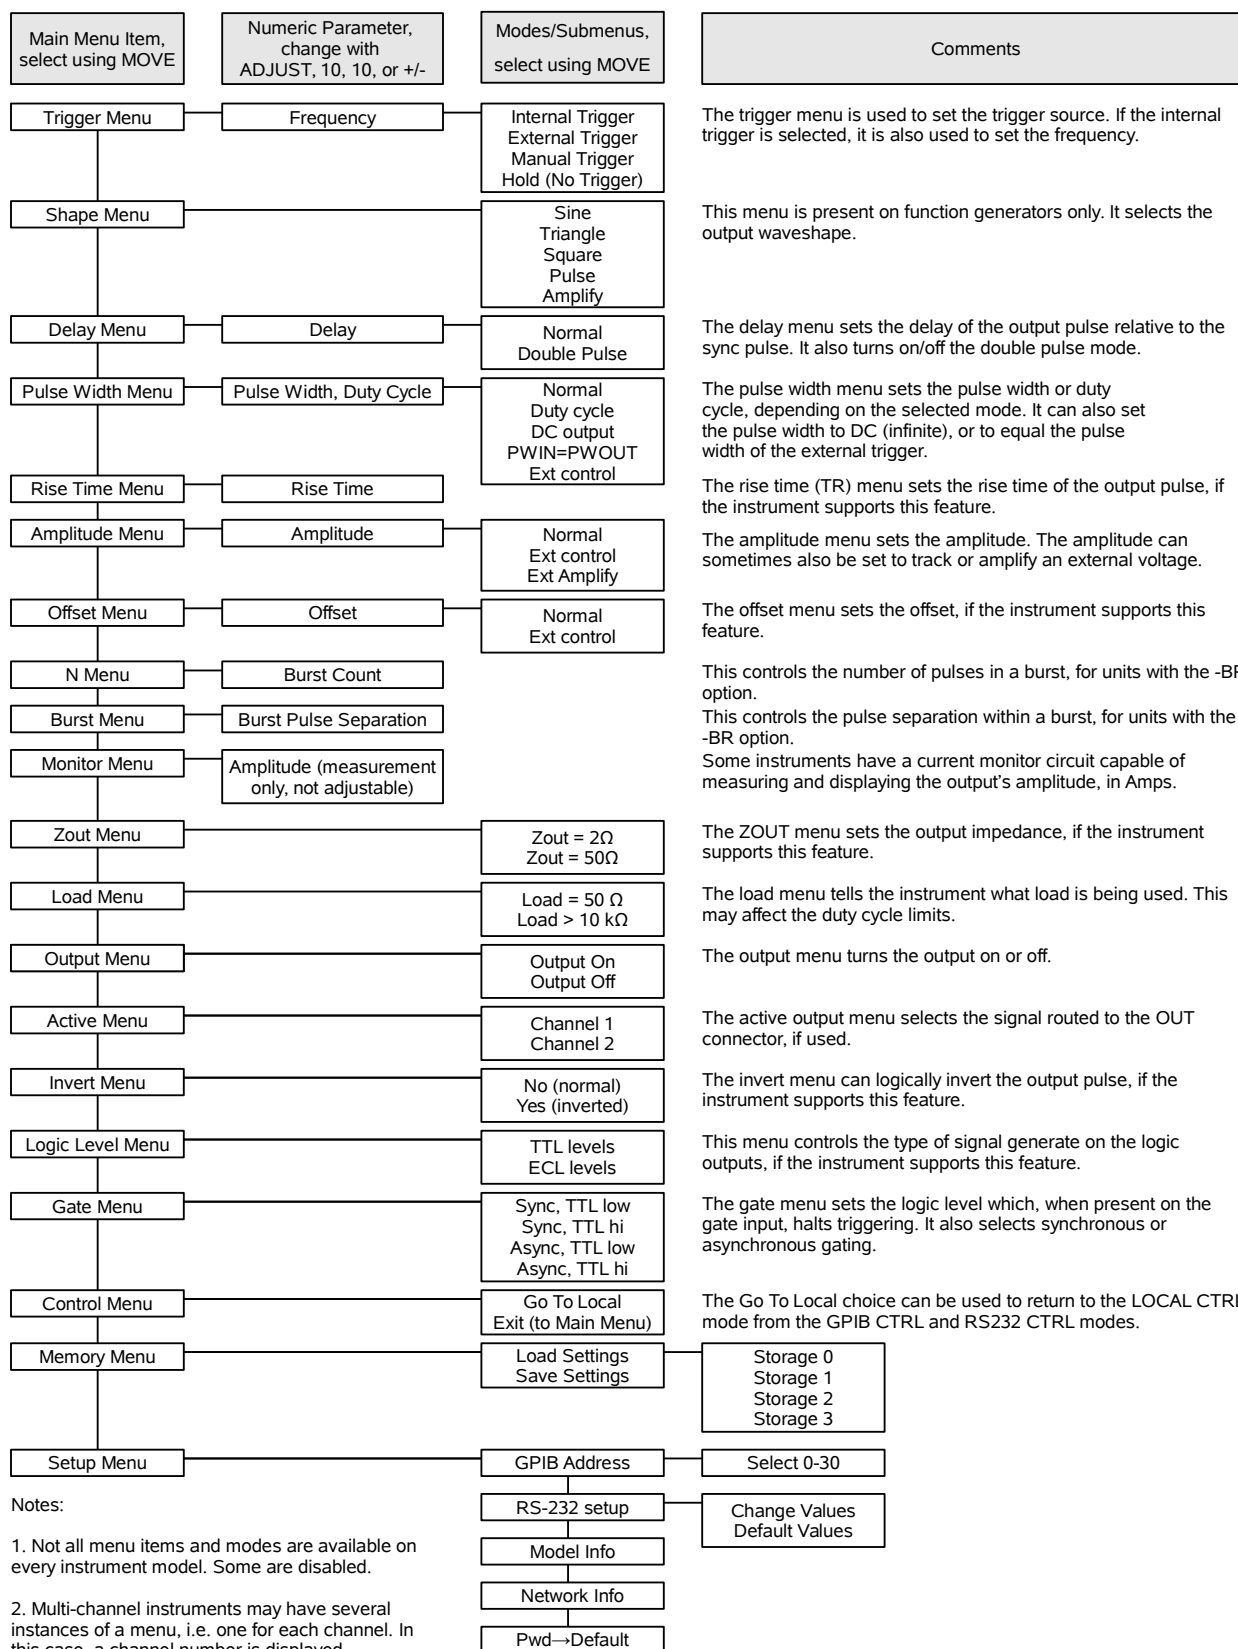 Main Menu Item,
select using MOVE
Numeric Parameter,
change with
ADJUST, 10, 10, or +/-
Modes/Submenus,
select using MOVE
Comments
Trigger Menu
Frequency
Internal Trigger
External Trigger
Manual Trigger
Hold (No Trigger)
The trigger menu is used to set the trigger source. If the internal
trigger is selected, it is also used to set the frequency.
Shape Menu
Sine
Triangle
Square
Pulse
Amplify
This menu is present on function generators only. It selects the
output waveshape.
Delay Menu
Delay
Normal
Double Pulse
The delay menu sets the delay of the output pulse relative to the
sync pulse. It also turns on/off the double pulse mode.
Pulse Width Menu
Pulse Width, Duty Cycle
Normal
Duty cycle
DC output
PWIN=PWOUT
Ext control
The pulse width menu sets the pulse width or duty
cycle, depending on the selected mode. It can also set
the pulse width to DC (infinite), or to equal the pulse
width of the external trigger.
Rise Time Menu
Rise Time
The rise time (TR) menu sets the rise time of the output pulse, if
the instrument supports this feature.
Amplitude Menu
Amplitude
Normal
Ext control
Ext Amplify
The amplitude menu sets the amplitude. The amplitude can
sometimes also be set to track or amplify an external voltage.
Offset Menu
Offset
Normal
Ext control
The offset menu sets the offset, if the instrument supports this
feature.
N Menu
Burst Count
This controls the number of pulses in a burst, for units with the -BR
option.
Burst Menu
Burst Pulse Separation
This controls the pulse separation within a burst, for units with the
-BR option.
Monitor Menu
Amplitude (measurement
only, not adjustable)
Some instruments have a current monitor circuit capable of
measuring and displaying the output's amplitude, in Amps.
Zout Menu
Zout = 2Ω
Zout = 50Ω
The ZOUT menu sets the output impedance, if the instrument
supports this feature.
Load Menu
Load = 50 Ω
Load > 10 kΩ
The load menu tells the instrument what load is being used. This
may affect the duty cycle limits.
Output Menu
Output On
Output Off
The output menu turns the output on or off.
Active Menu
Channel 1
Channel 2
The active output menu selects the signal routed to the OUT
connector, if used.
Invert Menu
No (normal)
Yes (inverted)
The invert menu can logically invert the output pulse, if the
instrument supports this feature.
Logic Level Menu
TTL levels
ECL levels
This menu controls the type of signal generate on the logic
outputs, if the instrument supports this feature.
Gate Menu
Sync, TTL low
Sync, TTL hi
Async, TTL low
Async, TTL hi
The gate menu sets the logic level which, when present on the
gate input, halts triggering. It also selects synchronous or
asynchronous gating.
Control Menu
Go To Local
Exit (to Main Menu)
The Go To Local choice can be used to return to the LOCAL CTRL
mode from the GPIB CTRL and RS232 CTRL modes.
Memory Menu
Load Settings
Save Settings
Storage 0
Storage 1
Storage 2
Storage 3
Setup Menu
GPIB Address
Select 0-30
RS-232 setup
Change Values
Default Values
Model Info
Network Info
Pwd→Default
Notes:
1. Not all menu items and modes are available on
every instrument model. Some are disabled.
2. Multi-channel instruments may have several
instances of a menu, i.e. one for each channel. In
this case, a channel number is displayed